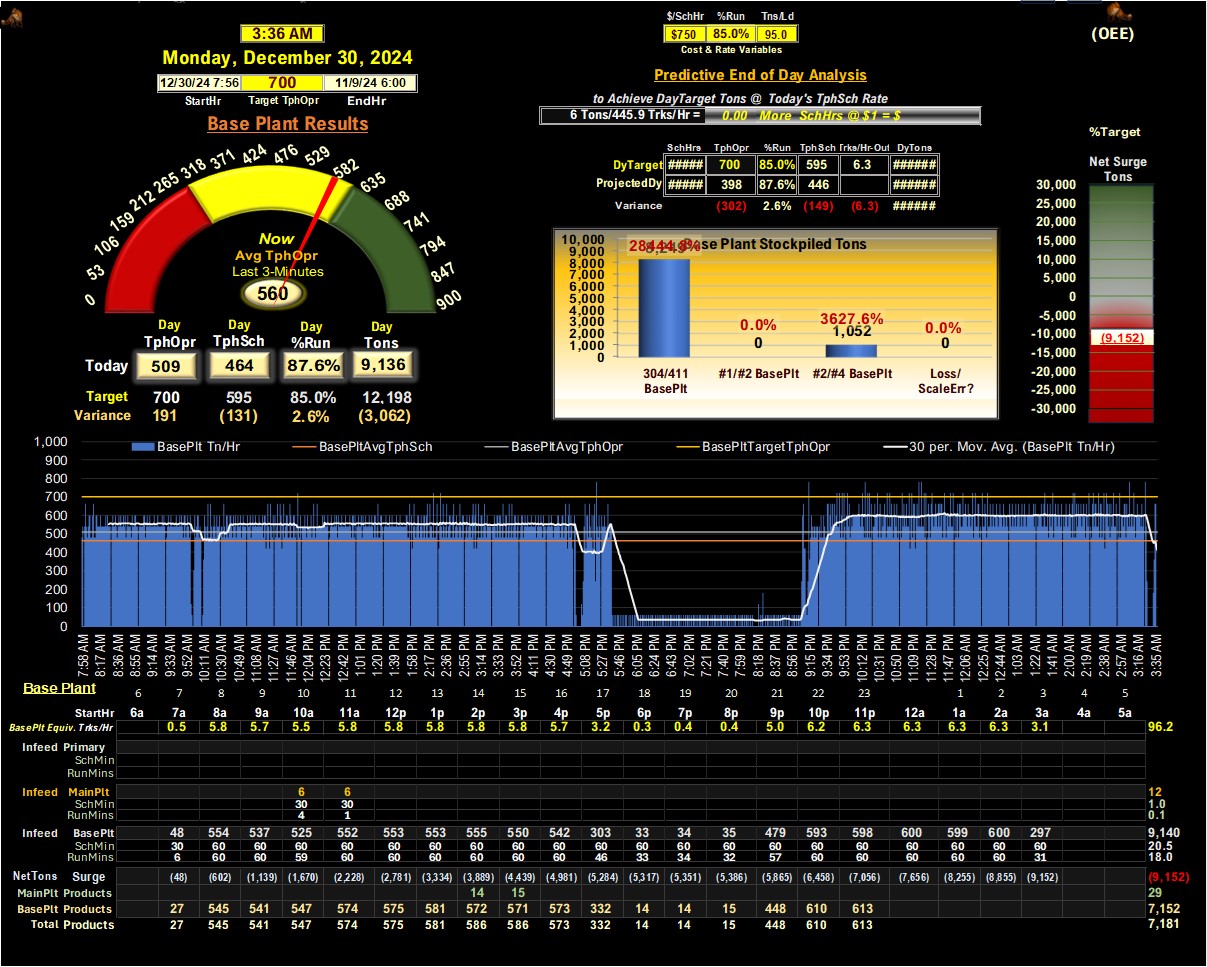 $/SchHr %Run Tns/Ld
3:36 AM
$750 85.0% 95.0
(OEE)
Cost & Rate Variables
Monday, December 30, 2024
Predictive End of Day Analysis
12/30/24 7:56 700 11/9/24 6:00
StartHr Target TphOpr EndHr
to Achieve DayTarget Tons @ Today's TphSch Rate
6 Tons/445.9 Trks/Hr = 0.00 More SchHrs @ $1 = $
Base Plant Results
%Target
SchHrs TphOpr %Run TphSch Trks/Hr-Out DyTons
DyTarget ##### 700 85.0% 595 6.3 ######
ProjectedDy ##### 398 87.6% 446 ######
Variance (302) 2.6% (149) (6.3) ######
Net Surge
Tons
30,000
25,000
20,000
15,000
10,000
5,000
0
-5,000
-10,000
(9,152)
-15,000
-20,000
-25,000
-30,000
0 53 106 159 212 265 318 371 424 476 529 582 635 688 741 794 847 900
Now
Avg TphOpr
Last 3-Minutes
560
Base Plant Stockpiled Tons
10,000
9,000
8,000
7,000
6,000
5,000
4,000
3,000
2,000
1,000
0
0.0% 3627.6% 0.0%
0 1,052 0
304/411 #1/#2 BasePlt #2/#4 BasePlt Loss/
BasePlt ScaleErr?
Day Day Day Day
TphOpr TphSch %Run Tons
Today 509 464 87.6% 9,136
Target 700 595 85.0% 12,198
Variance 191 (131) 2.6% (3,062)
BasePlt Tn/Hr BasePltAvgTphSch BasePltAvgTphOpr BasePltTargetTphOpr 30 per. Mov. Avg. (BasePlt Tn/Hr)
1,000
900
800
700
600
500
400
300
200
100
0
7:58 AM 8:17 AM 8:36 AM 8:55 AM 9:14 AM 9:33 AM 9:52 AM 10:11 AM 10:30 AM 10:49 AM 11:08 AM 11:27 AM 11:46 AM 12:04 PM 12:23 PM 12:42 PM 1:01 PM 1:20 PM 1:39 PM 1:58 PM 2:17 PM 2:36 PM 2:55 PM 3:14 PM 3:33 PM 3:52 PM 4:11 PM 4:30 PM 4:49 PM 5:08 PM 5:27 PM 5:46 PM 6:05 PM 6:24 PM 6:43 PM 7:02 PM 7:21 PM 7:40 PM 7:59 PM 8:18 PM 8:37 PM 8:56 PM 9:15 PM 9:34 PM 9:53 PM 10:12 PM 10:31 PM 10:50 PM 11:09 PM 11:28 PM 11:47 PM 12:06 AM 12:25 AM 12:44 AM 1:03 AM 1:22 AM 1:41 AM 2:00 AM 2:19 AM 2:38 AM 2:57 AM 3:16 AM 3:35 AM
Base Plant 6 7 8 9 10 11 12 13 14 15 16 17 18 19 20 21 22 23 1 2 3 4 5
StartHr 6a 7a 8a 9a 10a 11a 12p 1p 2p 3p 4p 5p 6p 7p 8p 9p 10p 11p 12a 1a 2a 3a 4a 5a
BasePlt Equiv. Trks/Hr 0.5 5.8 5.7 5.5 5.8 5.8 5.8 5.8 5.8 5.7 3.2 0.3 0.4 0.4 5.0 6.2 6.3 6.3 6.3 6.3 3.1 96.2
Infeed Primary
SchMin
RunMins
Infeed MainPlt 6 6 12
SchMin 30 30 1.0
RunMins 4 1 0.1
Infeed BasePlt 48 554 537 525 552 553 553 555 550 542 303 33 34 35 479 593 598 600 599 600 297 9,140
SchMin 30 60 60 60 60 60 60 60 60 60 60 60 60 60 60 60 60 60 60 60 60 20.5
RunMins 6 60 60 59 60 60 60 60 60 60 46 33 34 32 57 60 60 60 60 60 31 18.0
NetTons Surge (48) (602) (1,139) (1,670) (2,228) (2,781) (3,334) (3,889) (4,439) (4,981) (5,284) (5,317) (5,351) (5,386) (5,865) (6,458) (7,056) (7,656) (8,255) (8,855) (9,152) (9,152)
MainPlt Products 14 15 29
BasePlt Products 27 545 541 547 574 575 581 572 571 573 332 14 14 15 448 610 613 7,152
Total Products 27 545 541 547 574 575 581 586 586 573 332 14 14 15 448 610 613 7,181